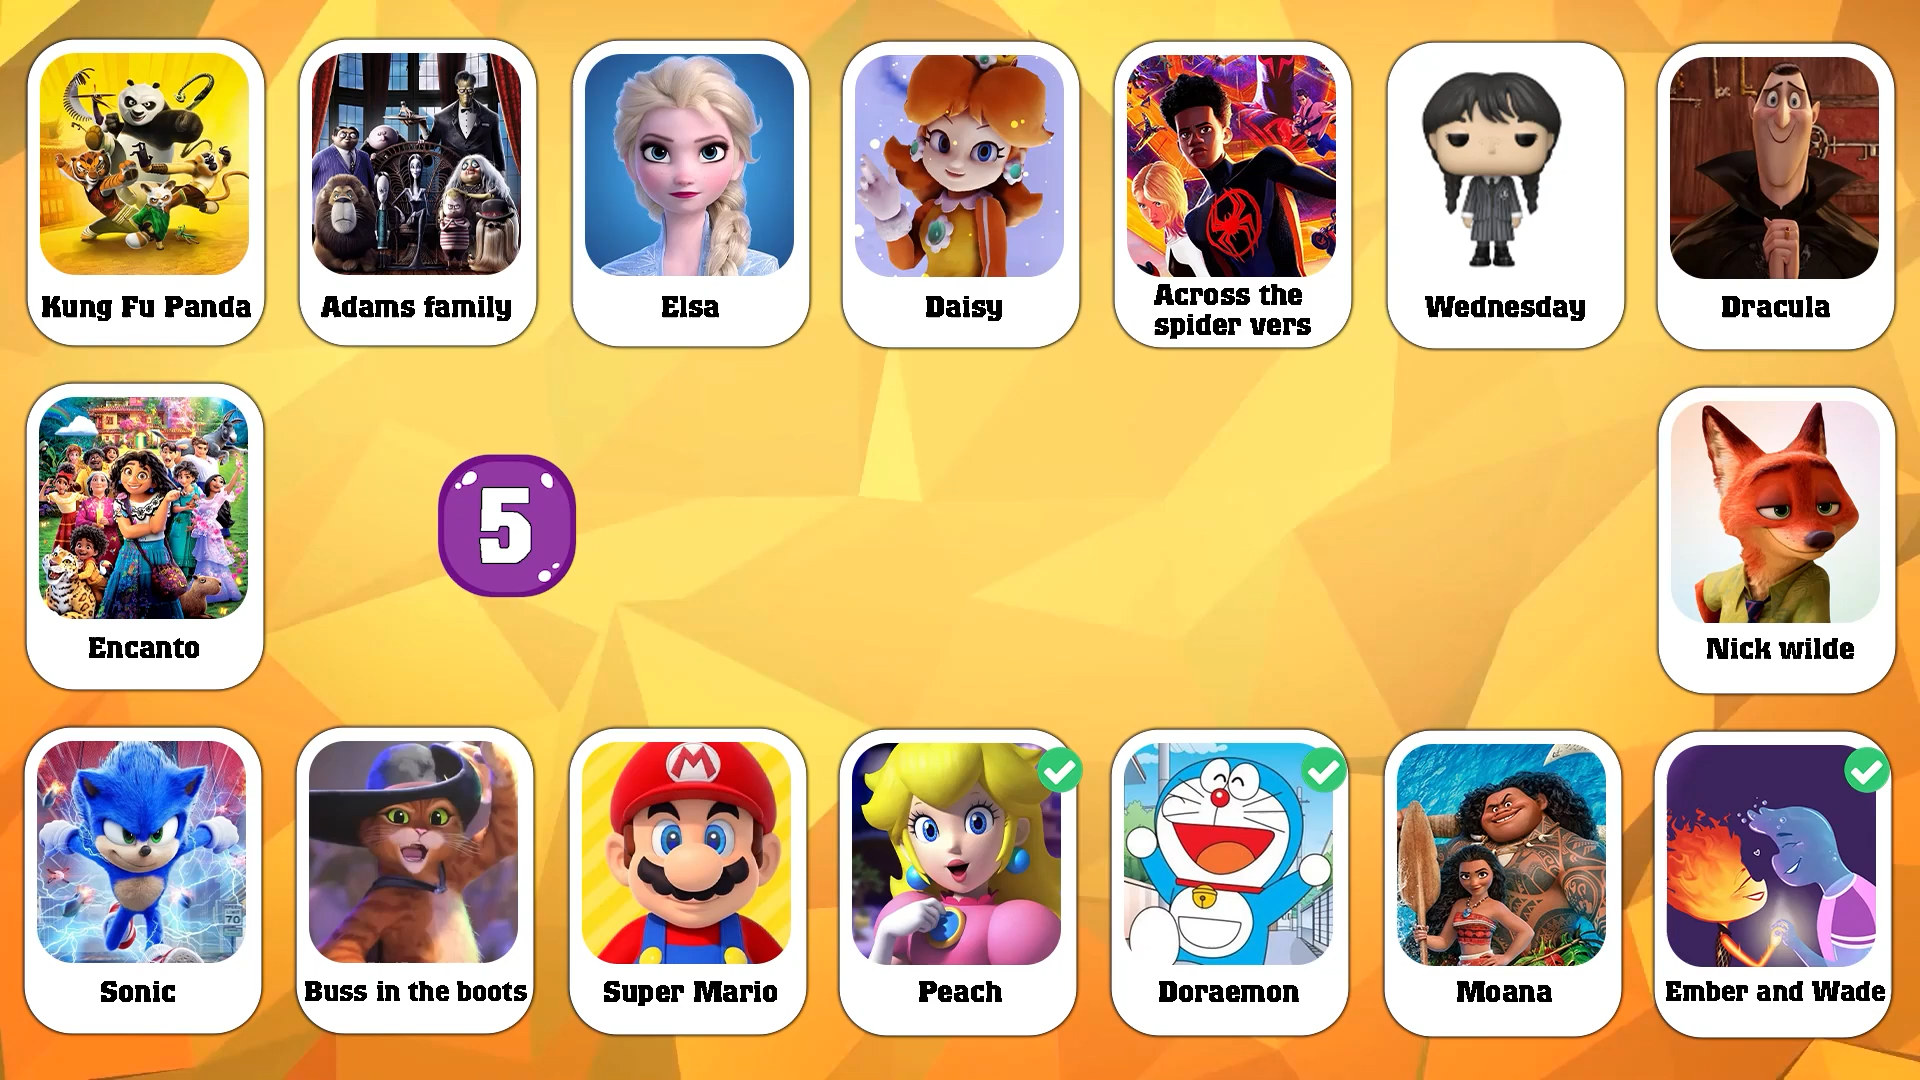 Kung Fu Panda
Adams family
Elsa
Daisy
Across the
spider vers
Wednesday
Dracula
Encanto
5
Nick wilde
70
M
Sonic
Buss in the boots
Super Mario
Peach
Doraemon
Moana
Ember and Wade